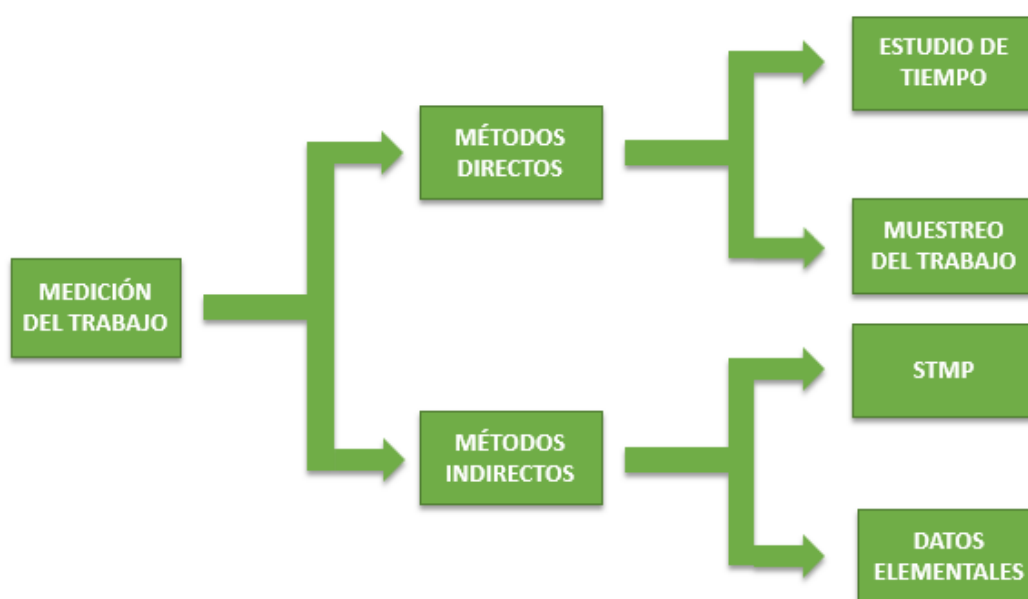 ESTUDIO DE
TIEMPO
MÉTODOS
DIRECTOS
MUESTREO
DEL TRABAJO
MEDICIÓN
DEL TRABAJO
STMP
MÉTODOS
INDIRECTOS
DATOS
ELEMENTALES